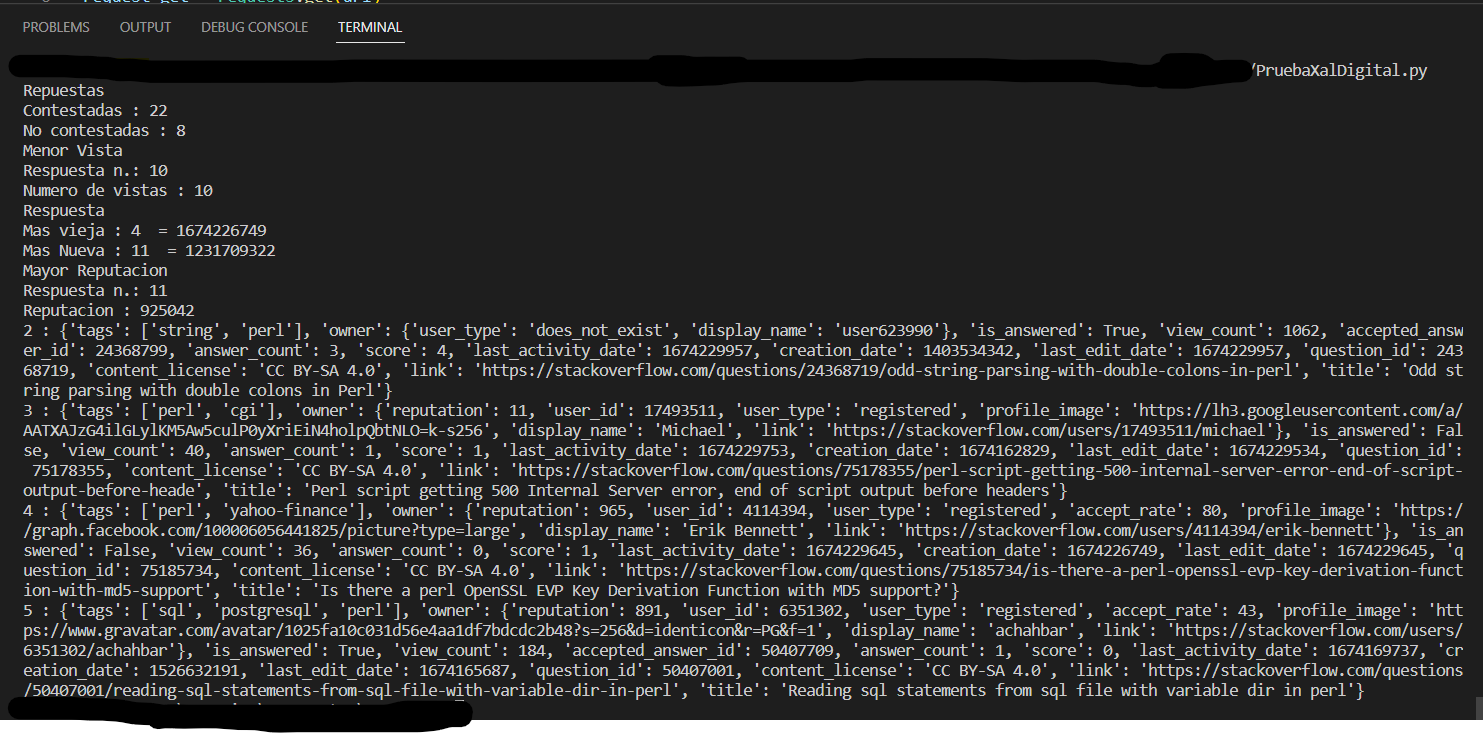 PROBLEMS OUTPUT DEBUG CONSOLE TERMINAL
/PruebaXalDigital.py
Repuestas
Contestadas : 22
No contestadas : 8
Menor Vista
Respuesta n.: 10
Numero de vistas : 10
Respuesta
Mas vieja : 4  = 1674226749
Mas Nueva : 11  = 1231709322
Mayor Reputacion
Respuesta n.: 11
Reputacion : 925042
2 : {'tags': ['string', 'perl'], 'owner': {'user_type': 'does_not_exist', 'display_name': 'user623990'}, 'is_answered': True, 'view_count': 1062, 'accepted_answ
er_id': 24368799, 'answer_count': 3, 'score': 4, 'last_activity_date': 1674229957, 'creation_date': 1403534342, 'last_edit_date': 1674229957, 'question_id': 243
68719, 'content_license': 'CC BY-SA 4.0', 'link': 'https://stackoverflow.com/questions/24368719/odd-string-parsing-with-double-colons-in-perl', 'title': 'Odd st
ring parsing with double colons in Perl'}
3 : {'tags': ['perl', 'cgi'], 'owner': {'reputation': 11, 'user_id': 17493511, 'user_type': 'registered', 'profile_image': 'https://lh3.googleusercontent.com/a/
AATXAJzG4ilGLylKM5Aw5culP0yXriEiN4holpQbtNLO=k-s256', 'display_name': 'Michael', 'link': 'https://stackoverflow.com/users/17493511/michael'}, 'is_answered': Fal
se, 'view_count': 40, 'answer_count': 1, 'score': 1, 'last_activity_date': 1674229753, 'creation_date': 1674162829, 'last_edit_date': 1674229534, 'question_id':
75178355, 'content_license': 'CC BY-SA 4.0', 'link': 'https://stackoverflow.com/questions/75178355/perl-script-getting-500-internal-server-error-end-of-script-
output-before-heade', 'title': 'Perl script getting 500 Internal Server error, end of script output before headers'}
4 : {'tags': ['perl', 'yahoo-finance'], 'owner': {'reputation': 965, 'user_id': 4114394, 'user_type': 'registered', 'accept_rate': 80, 'profile_image': 'https:/
/graph.facebook.com/100006056441825/picture?type=large', 'display_name': 'Erik Bennett', 'link': 'https://stackoverflow.com/users/4114394/erik-bennett'}, 'is_an
swered': False, 'view_count': 36, 'answer_count': 0, 'score': 1, 'last_activity_date': 1674229645, 'creation_date': 1674226749, 'last_edit_date': 1674229645, 'q
uestion_id': 75185734, 'content_license': 'CC BY-SA 4.0', 'link': 'https://stackoverflow.com/questions/75185734/is-there-a-perl-openssl-evp-key-derivation-funct
ion-with-md5-support', 'title': 'Is there a perl OpenSSL EVP Key Derivation Function with MD5 support?'}
5 : {'tags': ['sql', 'postgresql', 'perl'], 'owner': {'reputation': 891, 'user_id': 6351302, 'user_type': 'registered', 'accept_rate': 43, 'profile_image': 'htt
ps://www.gravatar.com/avatar/1025fa10c031d56e4aa1df7bdcdc2b48?s=256&d=identicon&r=PG&f=1', 'display_name': 'achahbar', 'link': 'https://stackoverflow.com/users/
6351302/achahbar'}, 'is_answered': True, 'view_count': 184, 'accepted_answer_id': 50407709, 'answer_count': 1, 'score': 0, 'last_activity_date': 1674169737, 'cr
eation_date': 1526632191, 'last_edit_date': 1674165687, 'question_id': 50407001, 'content_license': 'CC BY-SA 4.0', 'link': 'https://stackoverflow.com/questions
/50407001/reading-sql-statements-from-sql-file-with-variable-dir-in-perl', 'title': 'Reading sql statements from sql file with variable dir in perl'}